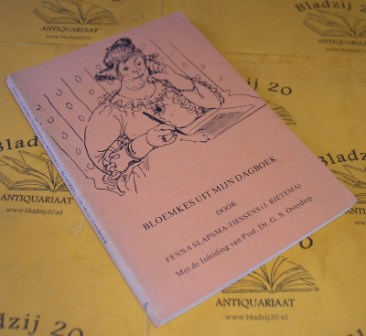 BLOEMKES UIT MIJN DAGBOEK
DOOR
FENNA SLAPSMA-TIESSENS (J. RIETEMA)
Met de Inleiding van Prof. Dr. G. S. Overdiep
Bladzij 20
ANTIQUARIAAT
www.bladzij20.nl
Bladzij 20
ANTIQUARIAAT
www.bladzij20.nl
ANTIQUARIAAT
www.bladzij20.nl
Bladzij 20